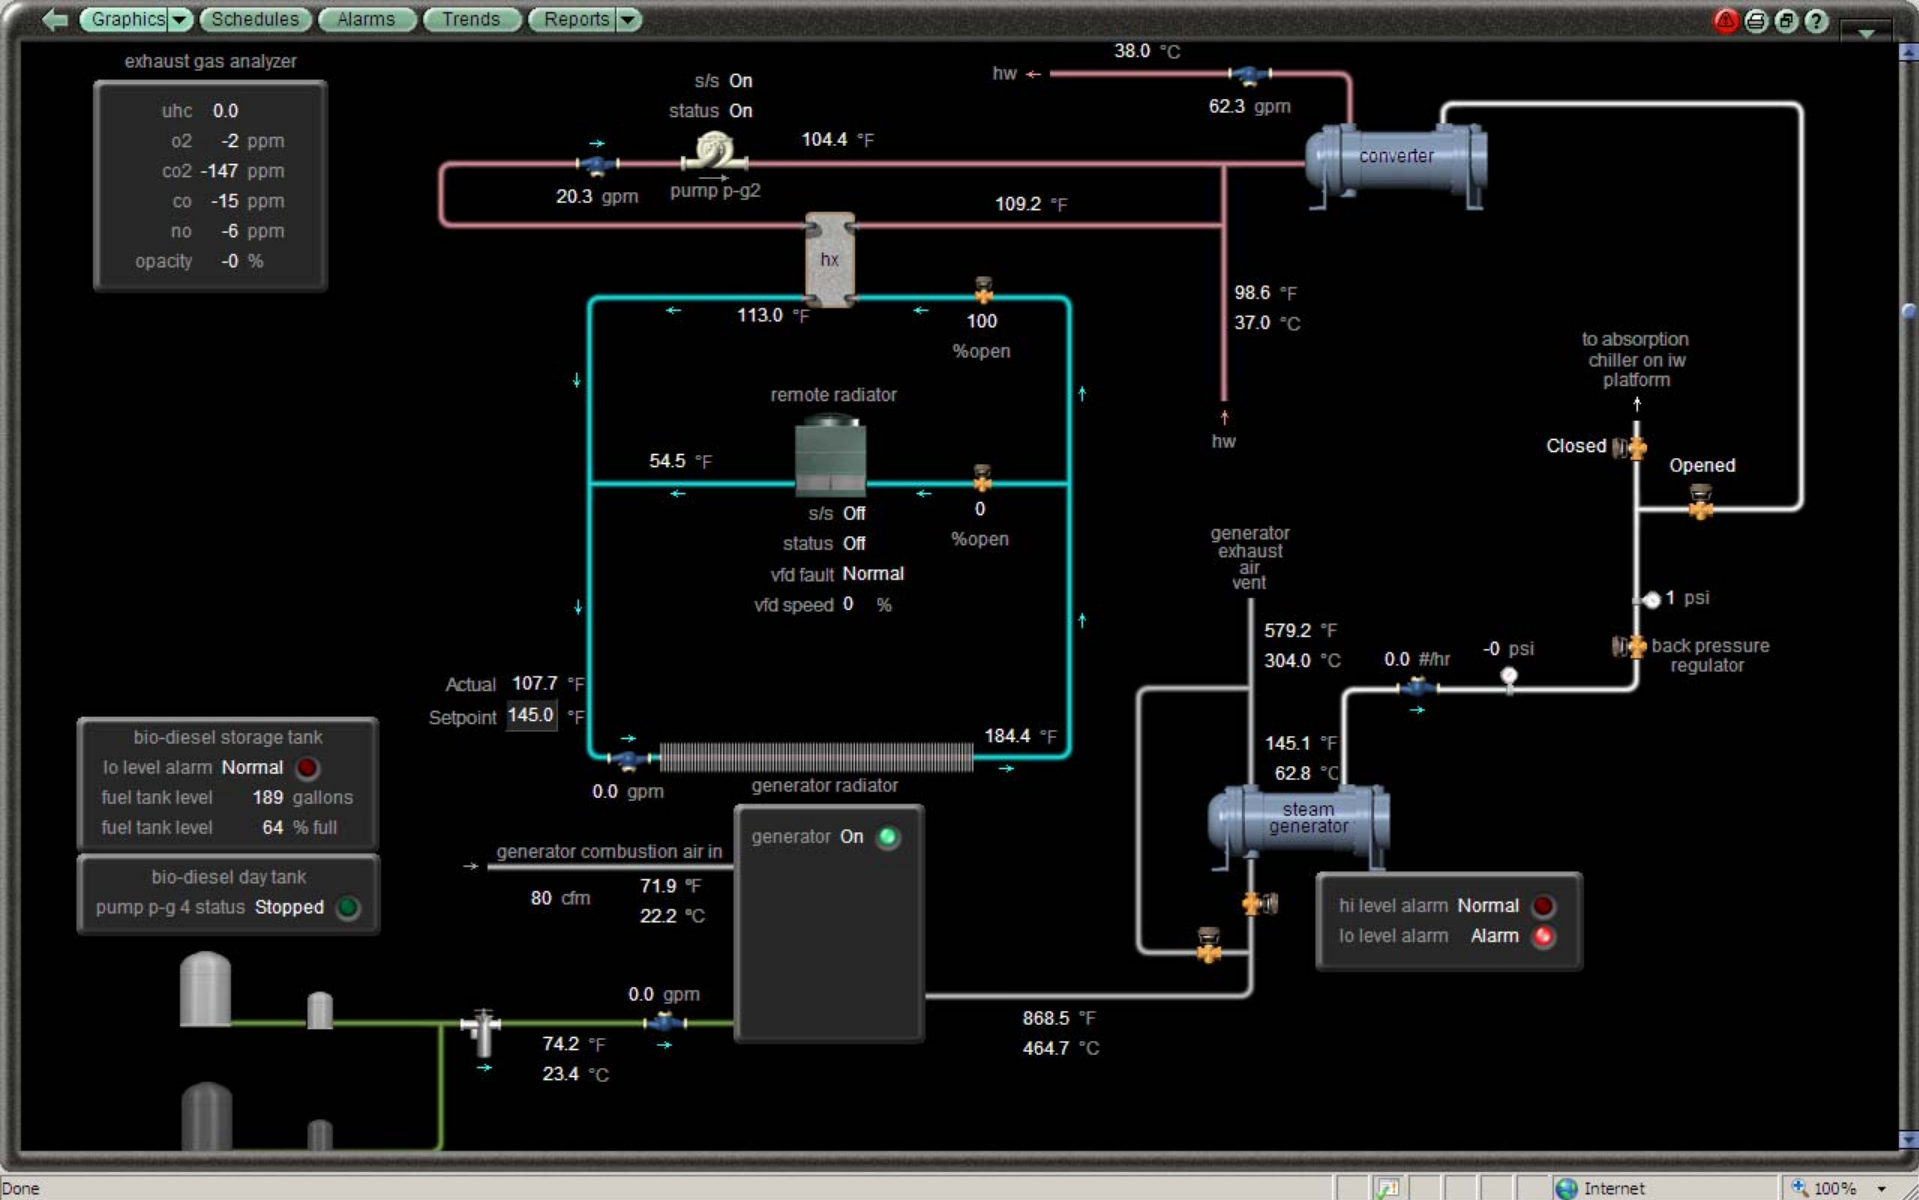 Graphics
Schedules
Alarms
Trends
Reports
?
exhaust gas analyzer
uhc 0.0
o2 -2 ppm
co2 -147 ppm
co -15 ppm
no -6 ppm
opacity -0 %
s/s On
status On
104.4 °F
20.3 gpm
pump p-g2
hw
38.0 °C
62.3 gpm
converter
109.2 °F
hx
113.0 °F
100
%open
98.6 °F
37.0 °C
hw
remote radiator
54.5 °F
0
%open
s/s Off
status Off
vfd fault Normal
vfd speed 0 %
to absorption
chiller on iw
platform
Closed
Opened
1 psi
back pressure
regulator
-0 psi
0.0 #/hr
generator
exhaust
air
vent
579.2 °F
304.0 °C
145.1 °F
62.8 °C
steam
generator
hi level alarm Normal
lo level alarm Alarm
Actual 107.7 °F
Setpoint 145.0 °F
184.4 °F
0.0 gpm
generator radiator
generator On
bio-diesel storage tank
lo level alarm Normal
fuel tank level 189 gallons
fuel tank level 64 % full
bio-diesel day tank
pump p-g 4 status Stopped
generator combustion air in
80 cfm
71.9 °F
22.2 °C
0.0 gpm
74.2 °F
23.4 °C
868.5 °F
464.7 °C
Done
Internet
100%